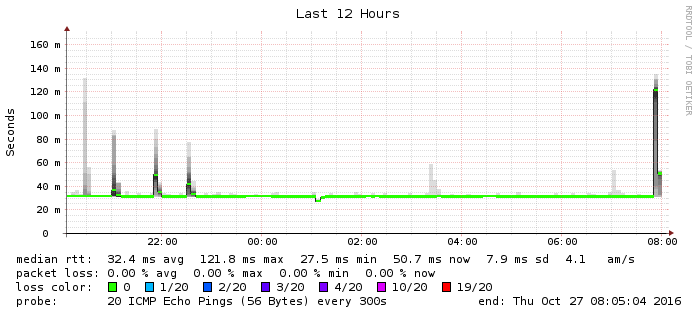 Last 12 Hours
RRDTOOL / TOBI OETIKER
Seconds
160 m
140 m
120 m
100 m
80 m
60 m
40 m
20 m
0
22:00 00:00 02:00 04:00 06:00 08:00
median rtt: 32.4 ms avg 121.8 ms max 27.5 ms min 50.7 ms now 7.9 ms sd 4.1 am/s
packet loss: 0.00 % avg 0.00 % max 0.00 % min 0.00 % now
loss color: 0 1/20 2/20 3/20 4/20 10/20 19/20
probe: 20 ICMP Echo Pings (56 Bytes) every 300s end: Thu Oct 27 08:05:04 2016